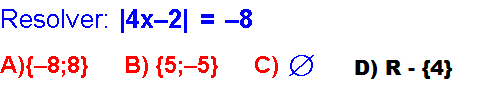 Resolver: |4x–2| = –8
A){–8;8} B) {5;–5} C) ∅ D) R - {4}